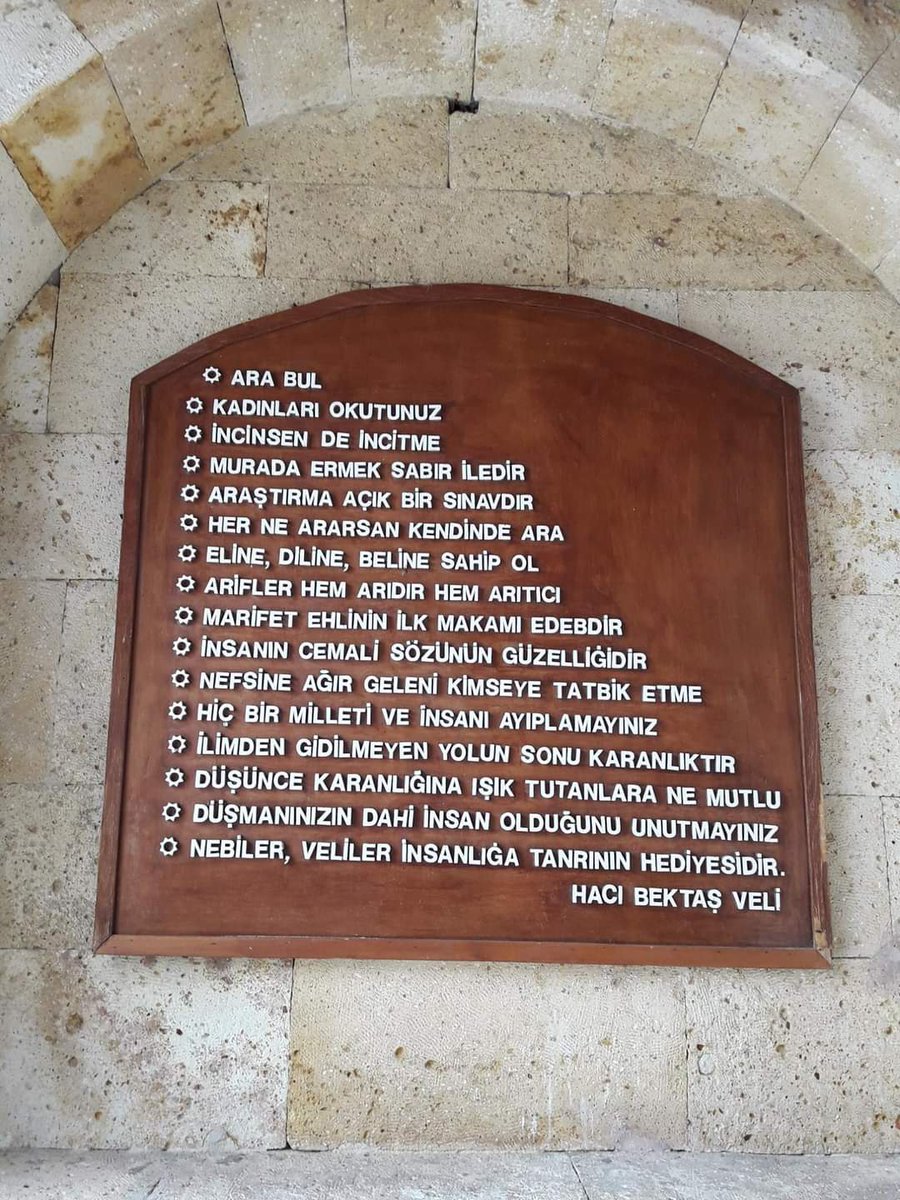 ARA BUL
KADINLARI OKUTUNUZ
İNCİNSEN DE İNCİTME
MURADA ERMEK SABIR İLEDİR
ARAŞTIRMA AÇIK BİR SINAVDIR
HER NE ARARSAN KENDİNDE ARA
ELİNE, DİLİNE, BELİNE SAHİP OL
ARİFLER HEM ARIDIR HEM ARITICI
MARİFET EHLİNİN İLK MAKAMI EDEBDİR
İNSANIN CEMALİ SÖZÜNÜN GÜZELLİĞİDİR
NEFSİNE AĞIR GELENİ KİMSEYE TATBİK ETME
HİÇ BİR MİLLETİ VE İNSANI AYIPLAMAYINIZ
İLİMDEN GİDİLMEYEN YOLUN SONU KARANLIKTIR
DÜŞÜNCE KARANLIĞINA IŞIK TUTANLARA NE MUTLU
DÜŞMANINIZIN DAHİ İNSAN OLDUĞUNU UNUTMAYINIZ
NEBİLER, VELİLER İNSANLIĞA TANRININ HEDİYESİDİR.
HACI BEKTAŞ VELİ